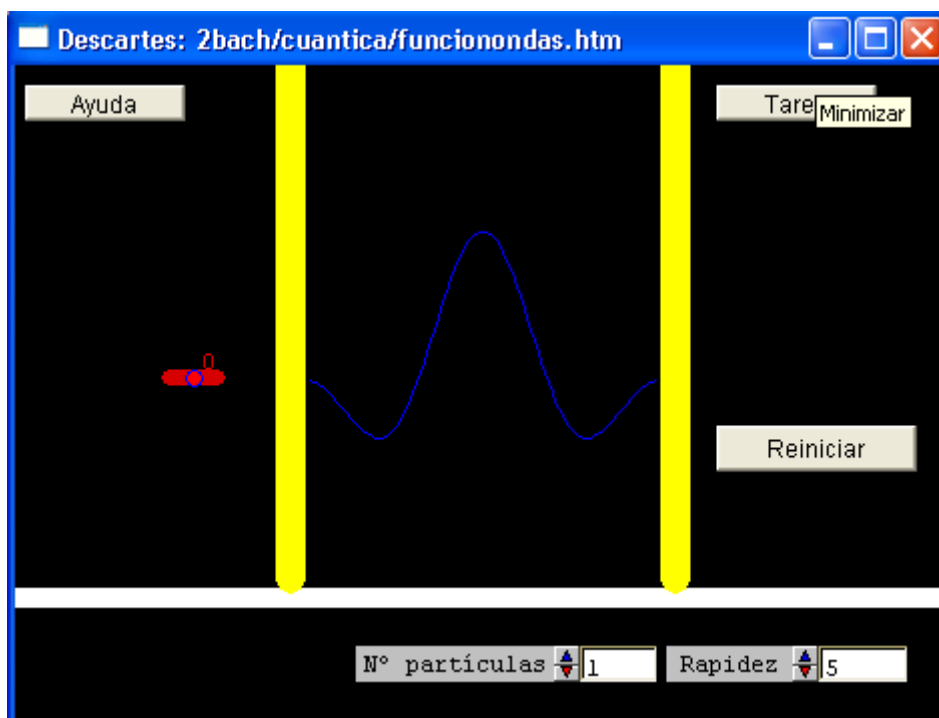 Descartes: 2bach/cuantica/funcionondas.htm
Ayuda
Tare
Minimizar
0
Reiniciar
Nº partículas 1 Rapidez 5